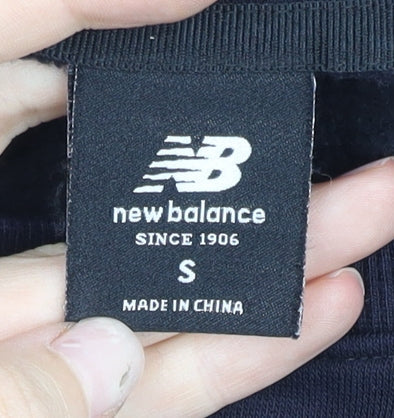 NB
new balance
SINCE 1906
S
MADE IN CHINA